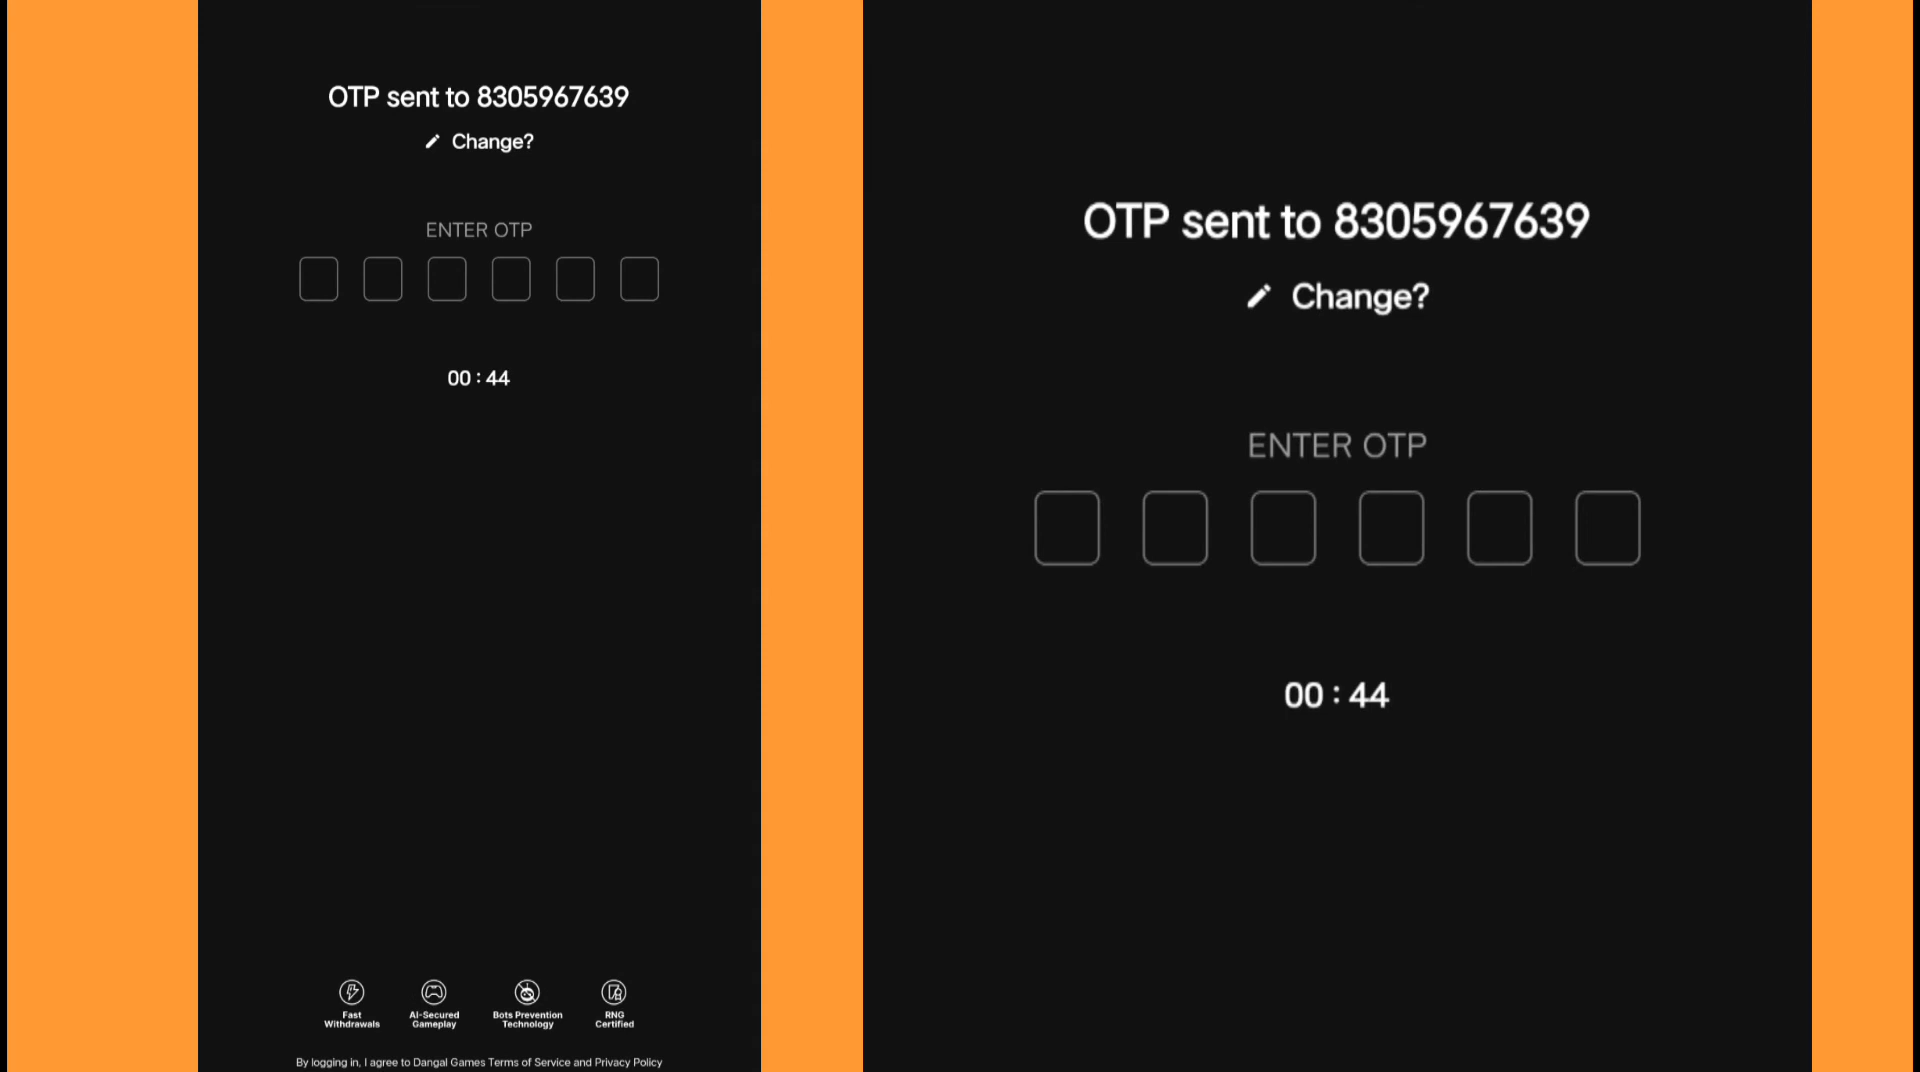 OTP sent to 8305967639
Change?
ENTER OTP
00 : 44
Fast
Withdrawals
AI-Secured
Gameplay
Bots Prevention
Technology
RNG
Certified
By logging in, I agree to Dangal Games Terms of Service and Privacy Policy
OTP sent to 8305967639
Change?
ENTER OTP
00 : 44